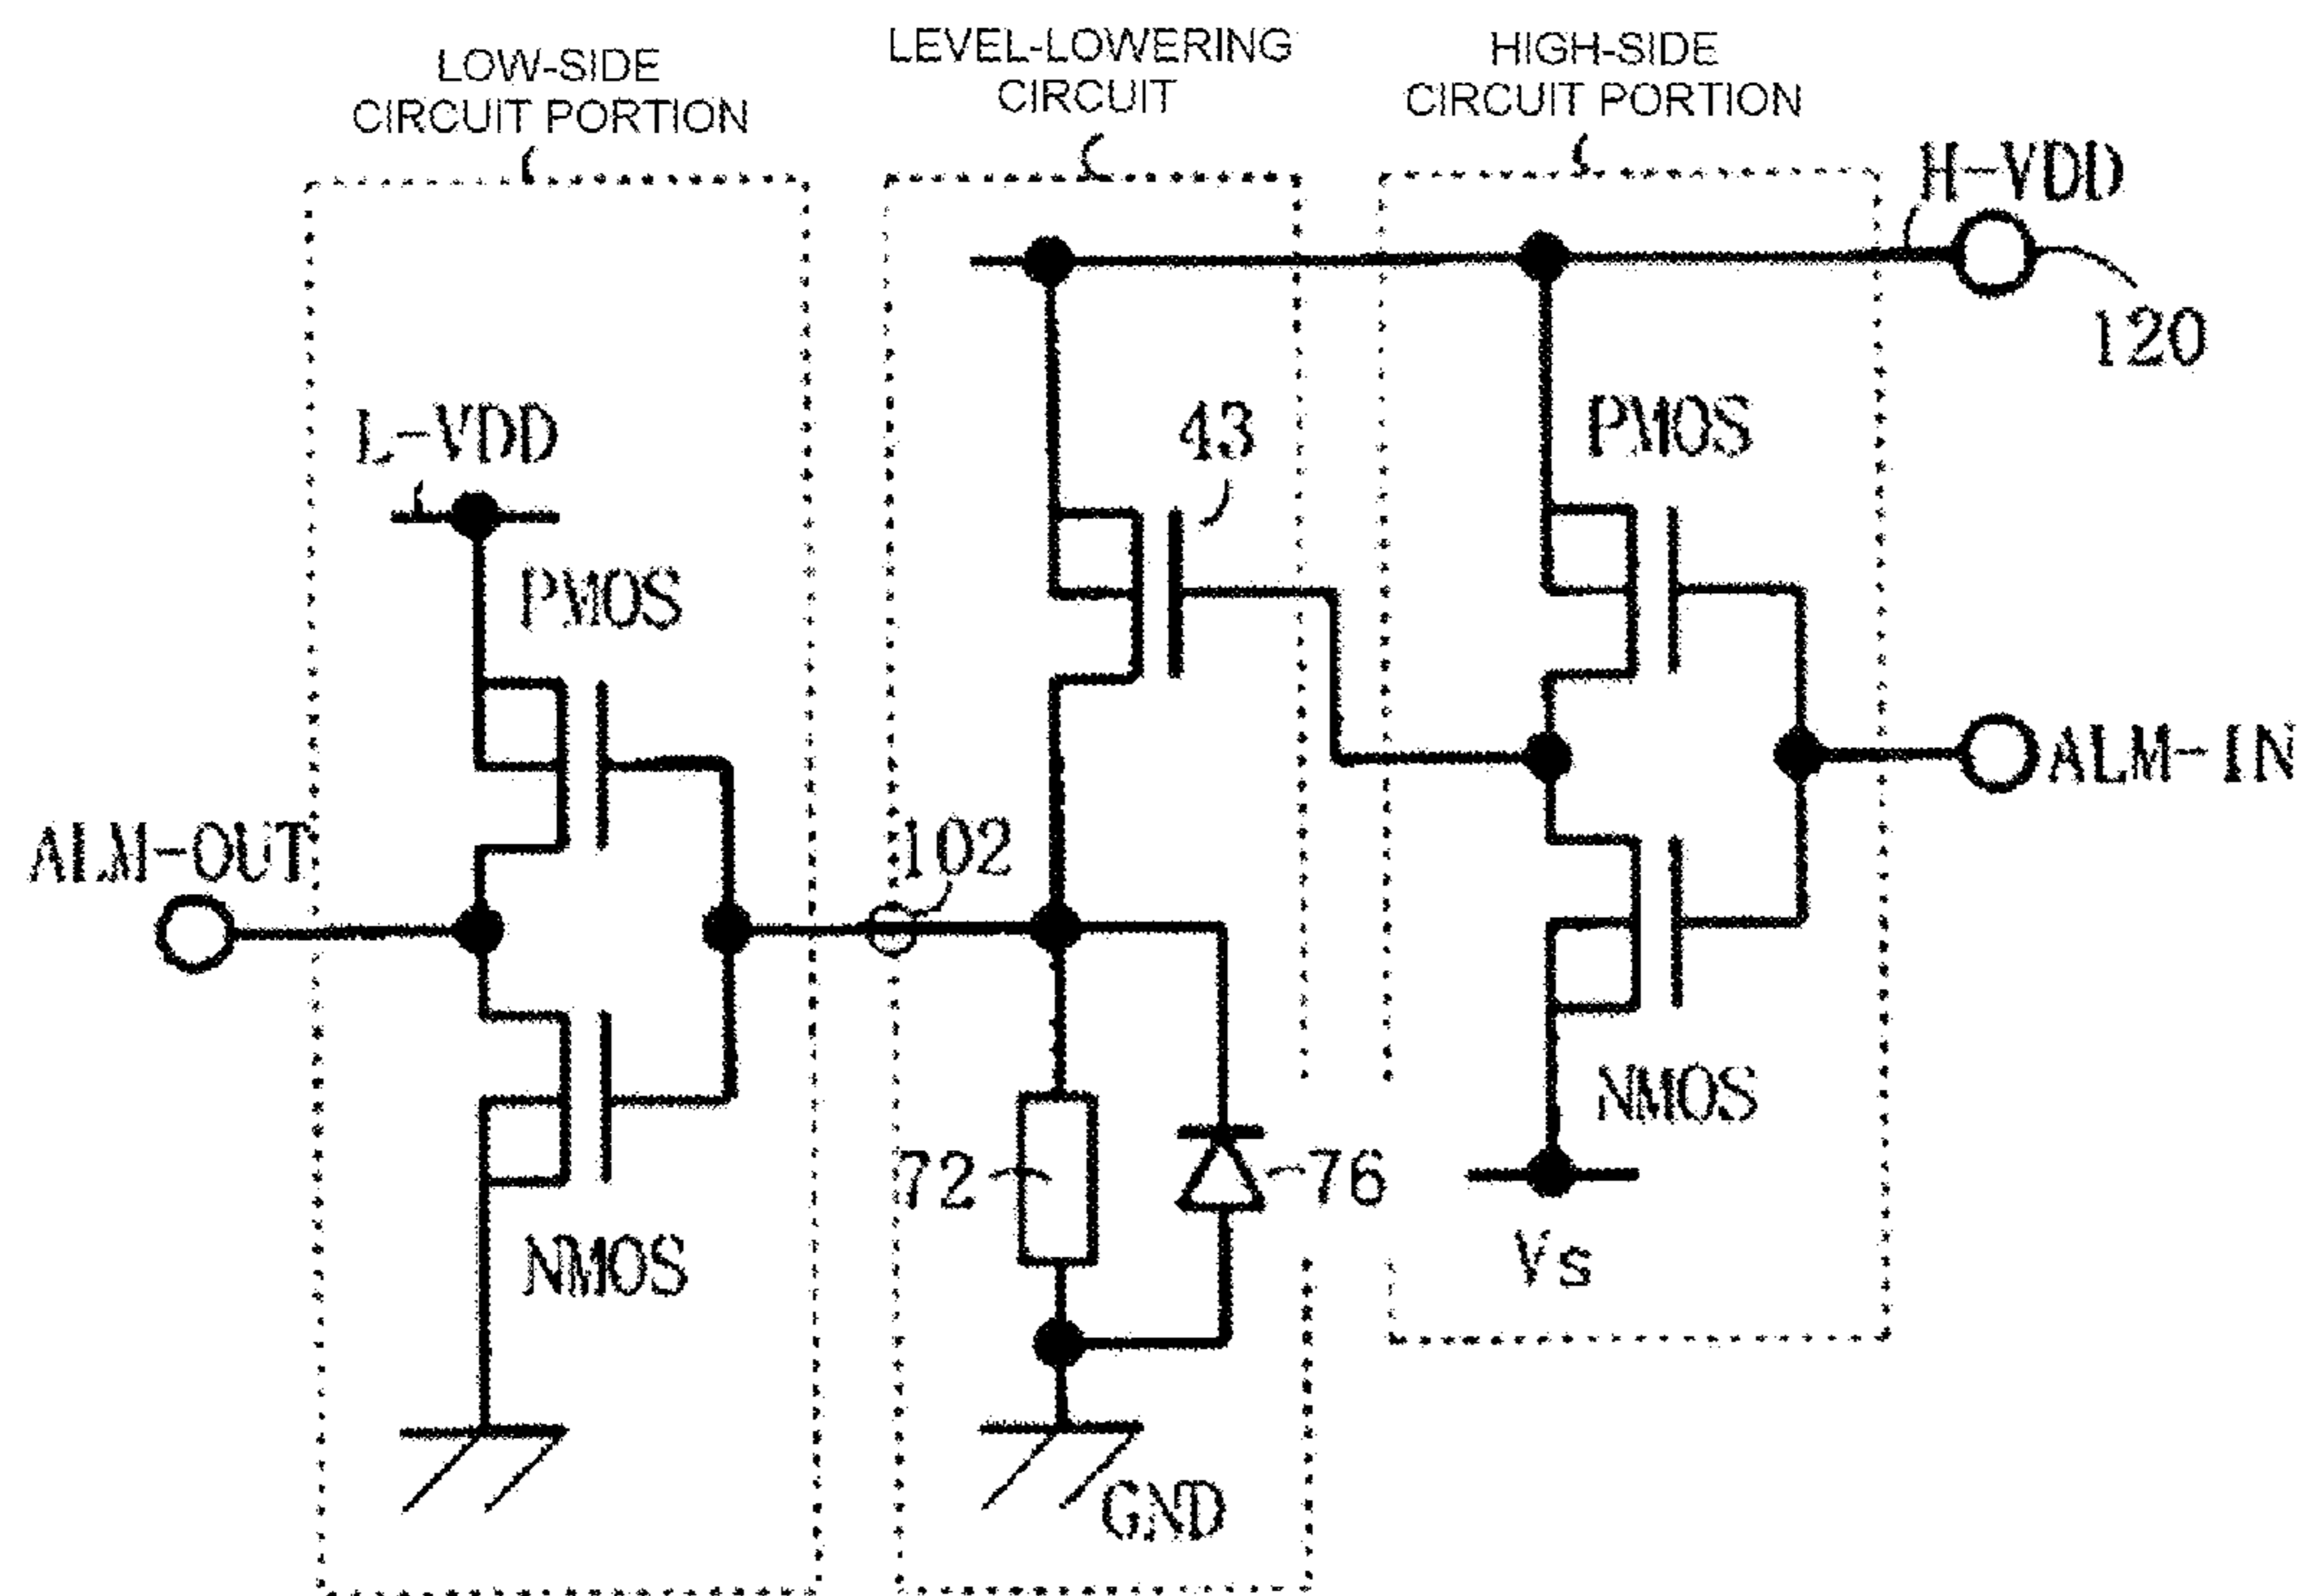 LOW-SIDE
CIRCUIT PORTION
LEVEL-LOWERING
CIRCUIT
HIGH-SIDE
CIRCUIT PORTION
H-VDD
120
L-VDD
43
PMOS
PMOS
ALM-IN
ALM-OUT
102
NMOS
72
76
NMOS
Vs
GND